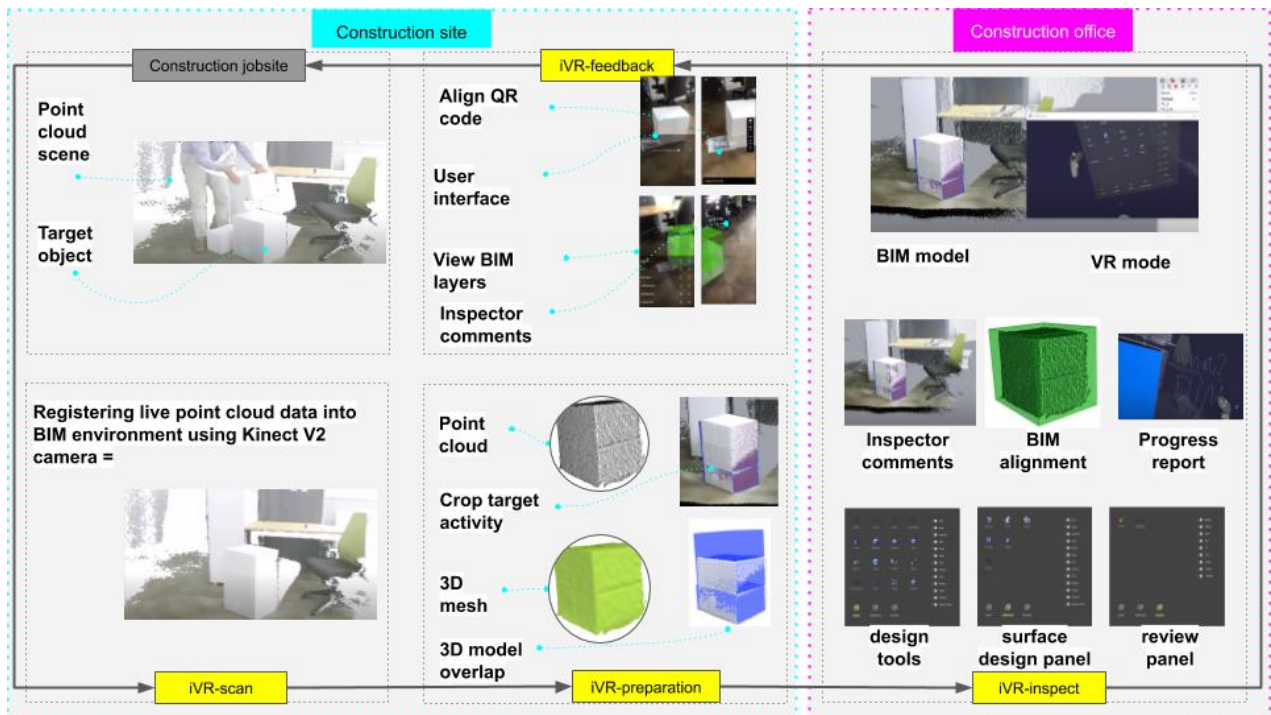 Construction site
Construction office
Construction jobsite
iVR-feedback
Point
cloud
scene
Target
object
Align QR
code
User
interface
View BIM
layers
Inspector
comments
BIM model
VR mode
Inspector
comments
BIM
alignment
Progress
report
design
tools
surface
design panel
review
panel
Registering live point cloud data into
BIM environment using Kinect V2
camera =
Point
cloud
Crop target
activity
3D
mesh
3D model
overlap
iVR-scan
iVR-preparation
iVR-inspect